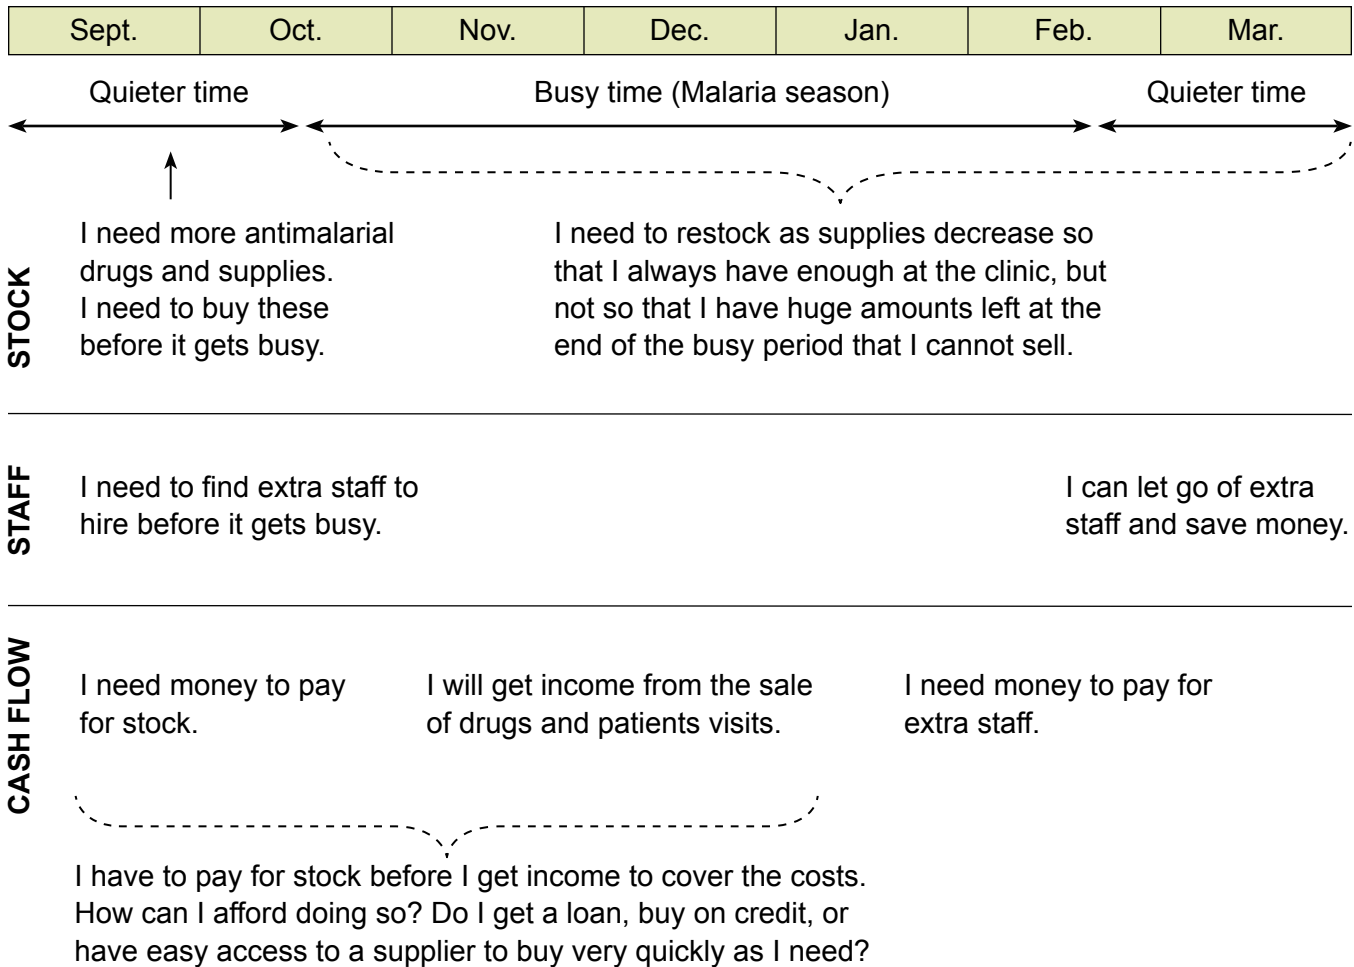 Sept. Oct. Nov. Dec. Jan. Feb. Mar.
Quieter time Busy time (Malaria season) Quieter time
STOCK
I need more antimalarial
drugs and supplies.
I need to buy these
before it gets busy.
I need to restock as supplies decrease so
that I always have enough at the clinic, but
not so that I have huge amounts left at the
end of the busy period that I cannot sell.
STAFF
I need to find extra staff to
hire before it gets busy.
I can let go of extra
staff and save money.
CASH FLOW
I need money to pay
for stock.
I will get income from the sale
of drugs and patients visits.
I need money to pay for
extra staff.
I have to pay for stock before I get income to cover the costs.
How can I afford doing so? Do I get a loan, buy on credit, or
have easy access to a supplier to buy very quickly as I need?